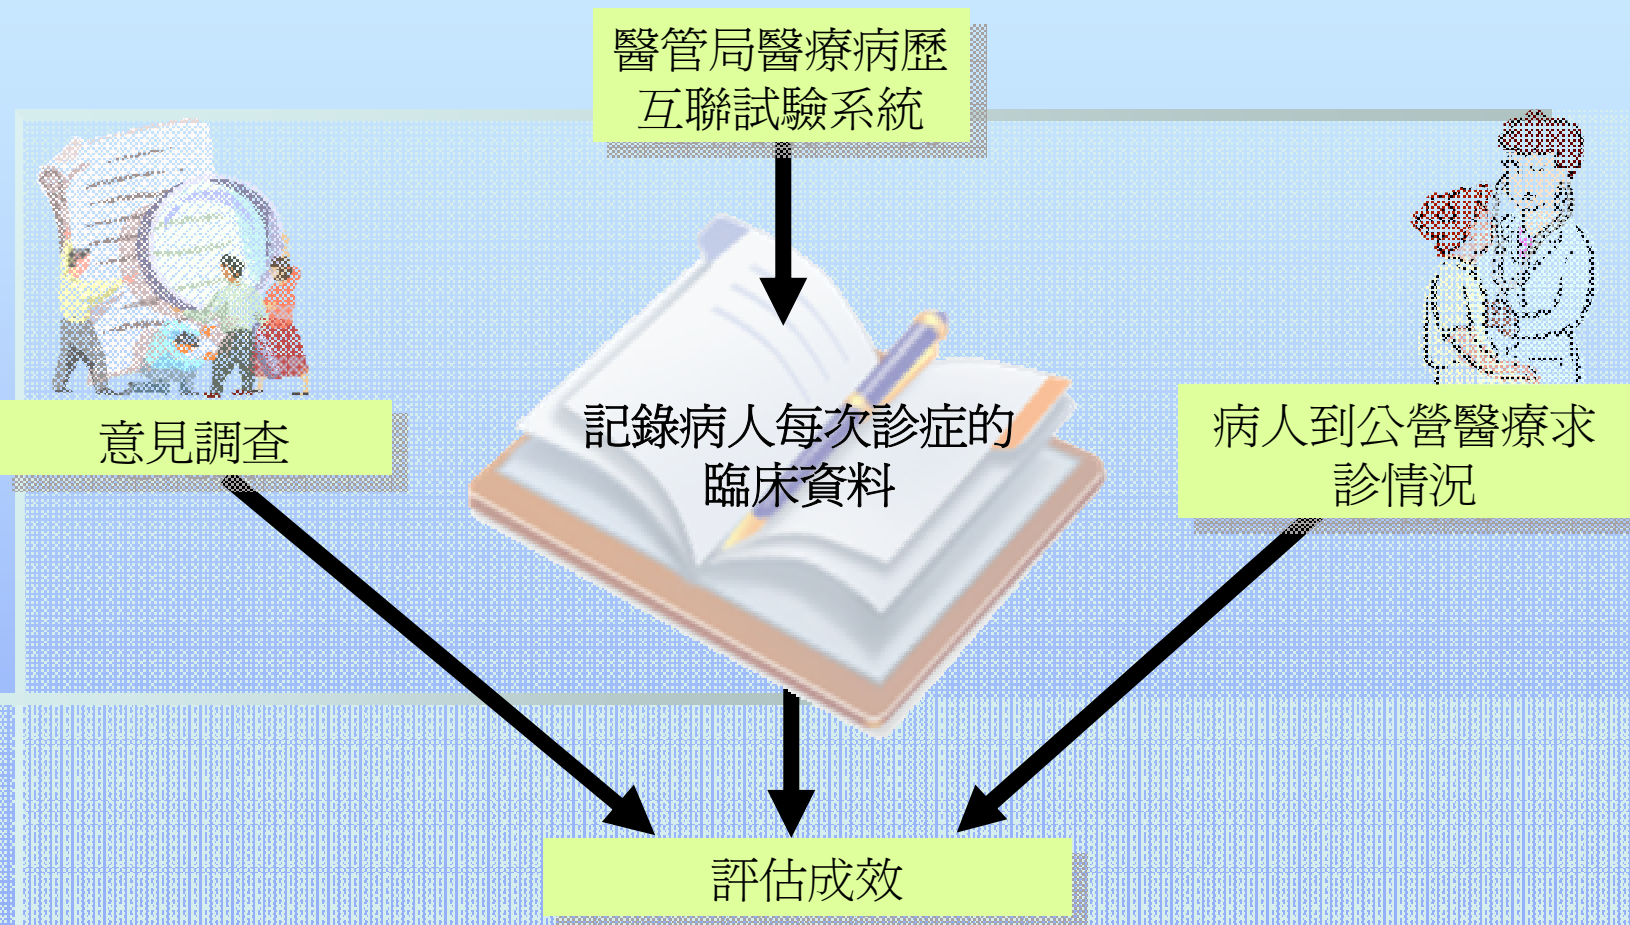 醫管局醫療病歷
互聯試驗系統
意見調查
記錄病人每次診症的
臨床資料
病人到公營醫療求
診情況
評估成效